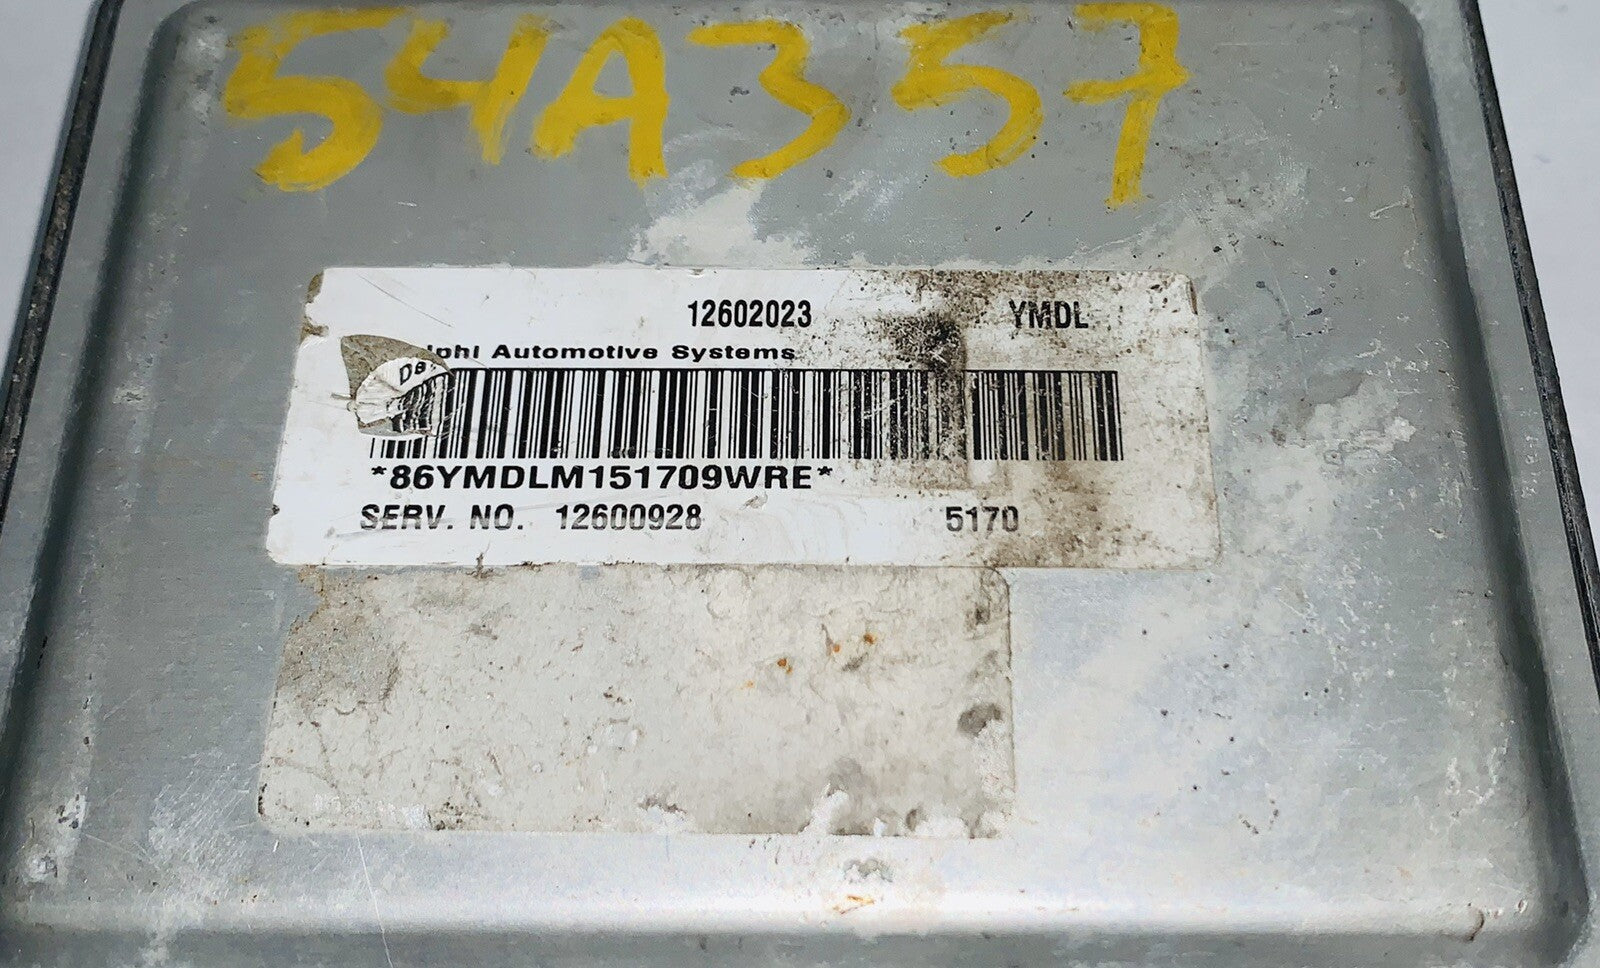 54A357
12602023 YMDL
lphi Automotive Systems
*86YMDLM151709WRE*
SERV. NO. 12600928 5170